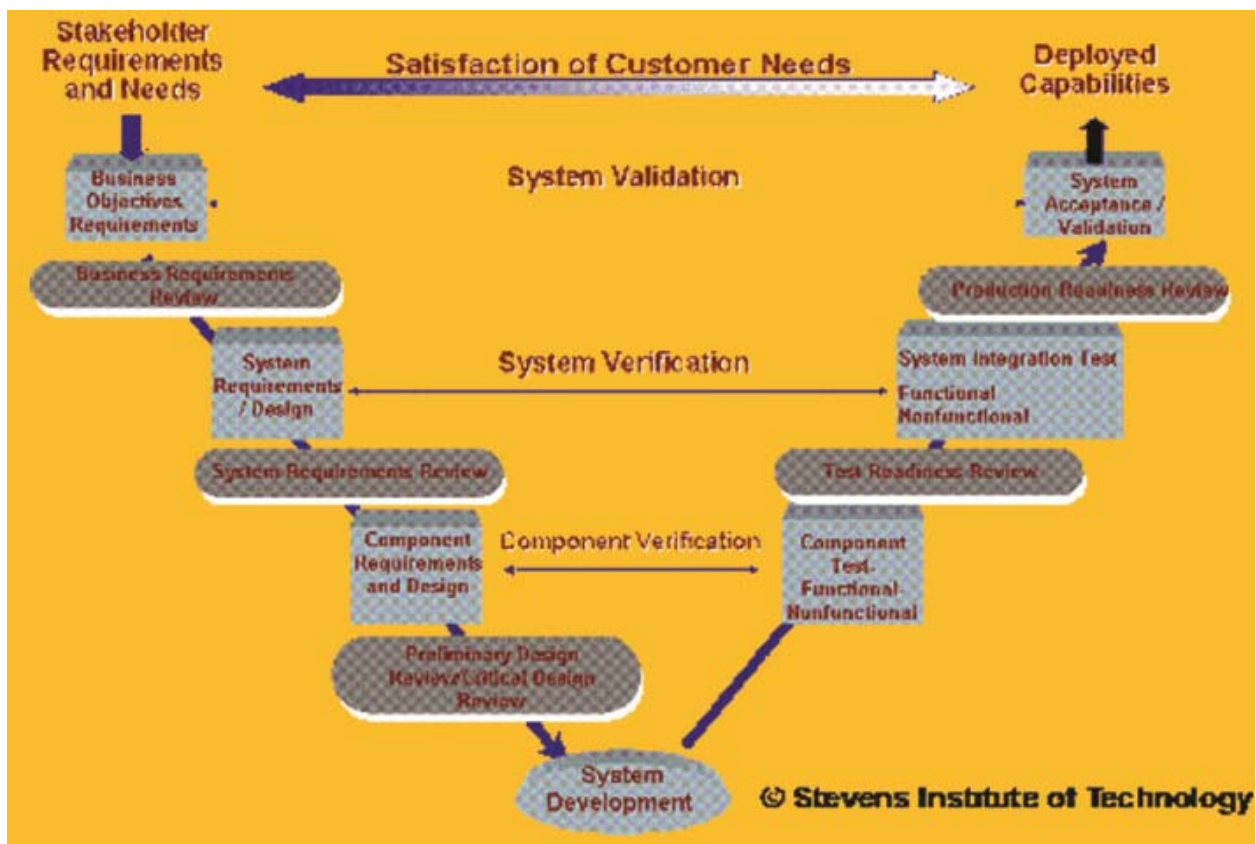 Stakeholder
Requirements
and Needs
Satisfaction of Customer Needs
Deployed
Capabilities
Business
Objectives
Requirements
System Validation
System
Acceptance /
Validation
Business Requirements
Review
Production Readiness Review
System
Requirements
/ Design
System Verification
System Integration Test
Functional
Nonfunctional
System Requirements Review
Test Readiness Review
Component
Requirements
and Design
Component Verification
Component
Test-
Functional
Nonfunctional
Preliminary Design
Review/Critical Design
Review
System
Development
© Stevens Institute of Technology